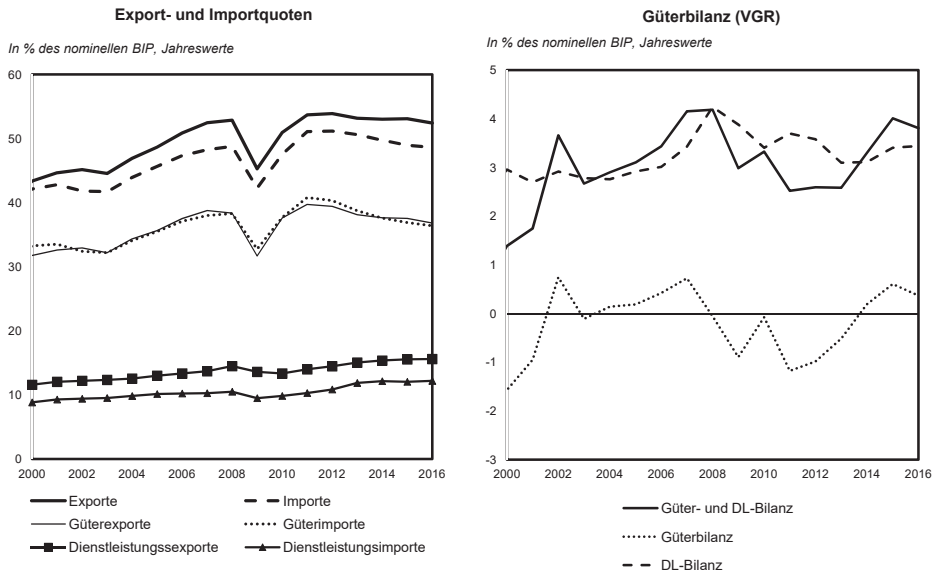 Export- und Importquoten
In % des nominellen BIP, Jahreswerte
60
50
40
30
20
10
0
2000 2002 2004 2006 2008 2010 2012 2014 2016
Exporte Importe
Güterexporte Güterimporte
Dienstleistungssexporte Dienstleistungsimporte
Güterbilanz (VGR)
In % des nominellen BIP, Jahreswerte
5
4
3
2
1
0
-1
-2
-3
2000 2002 2004 2006 2008 2010 2012 2014 2016
Güter- und DL-Bilanz
Güterbilanz
DL-Bilanz